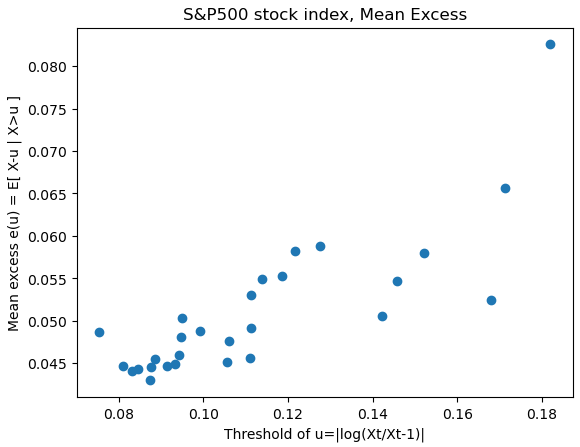 S&P500 stock index, Mean Excess
Mean excess e(u) = E[ X-u | X>u ]
0.080
0.075
0.070
0.065
0.060
0.055
0.050
0.045
0.08 0.10 0.12 0.14 0.16 0.18
Threshold of u=|log(Xt/Xt-1)|